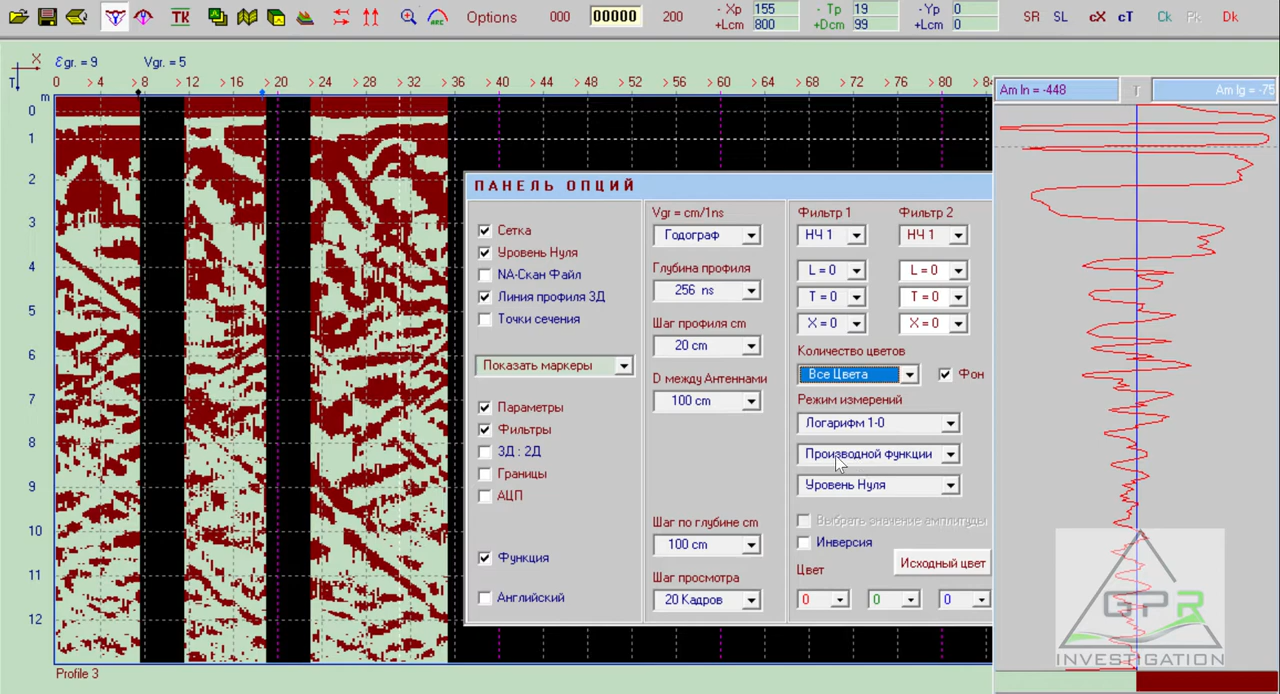 TK
Options
000
00000
200
- Xp 155
+Lcm 800
- Tp 19
+Dcm 99
- Yp 0
+Lcm 0
SR SL cX cT Ck Pk Dk
X
T
Ɛgr. = 9
Vgr. = 5
0 4 8 12 16 20 24 28 32 36 40 44 48 52 56 60 64 68 72 76 80 84
m
0
1
2
3
4
5
6
7
8
9
10
11
12
Profile 3
Am In = -448
T
Am Ig = -75
ПАНЕЛЬ ОПЦИЙ
Сетка
Уровень Нуля
NA-Скан Файл
Линия профиля 3Д
Точки сечения
Показать маркеры
Параметры
Фильтры
3Д : 2Д
Границы
АЦП
Функция
Английский
Vgr = cm/1ns
Годограф
Глубина профиля
256 ns
Шаг профиля cm
20 cm
D между Антеннами
100 cm
Шаг по глубине cm
100 cm
Шаг просмотра
20 Кадров
Фильтр 1
Фильтр 2
НЧ 1
НЧ 1
L = 0
L = 0
T = 0
T = 0
X = 0
X = 0
Количество цветов
Все Цвета
Фон
Режим измерений
Логарифм 1-0
Производной функции
Уровень Нуля
Выбрать значение амплитуды
Инверсия
Цвет
Исходный цвет
0
0
0
GPR
INVESTIGATION